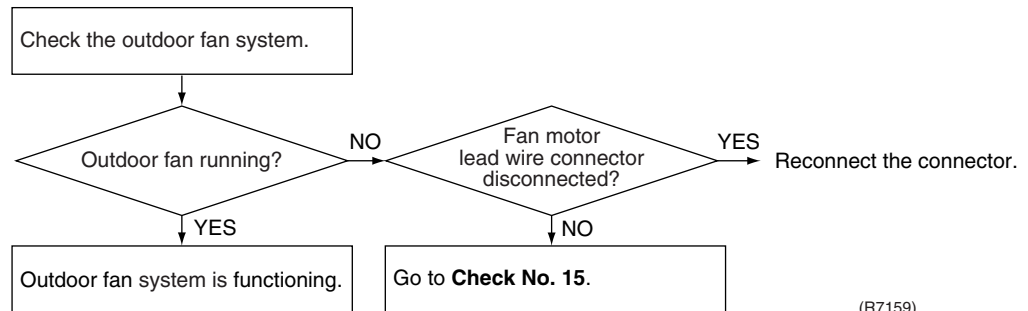 Check the outdoor fan system.
Outdoor fan running?
NO
Fan motor
lead wire connector
disconnected?
YES
Reconnect the connector.
YES
NO
Outdoor fan system is functioning.
Go to Check No. 15.
(R7159)